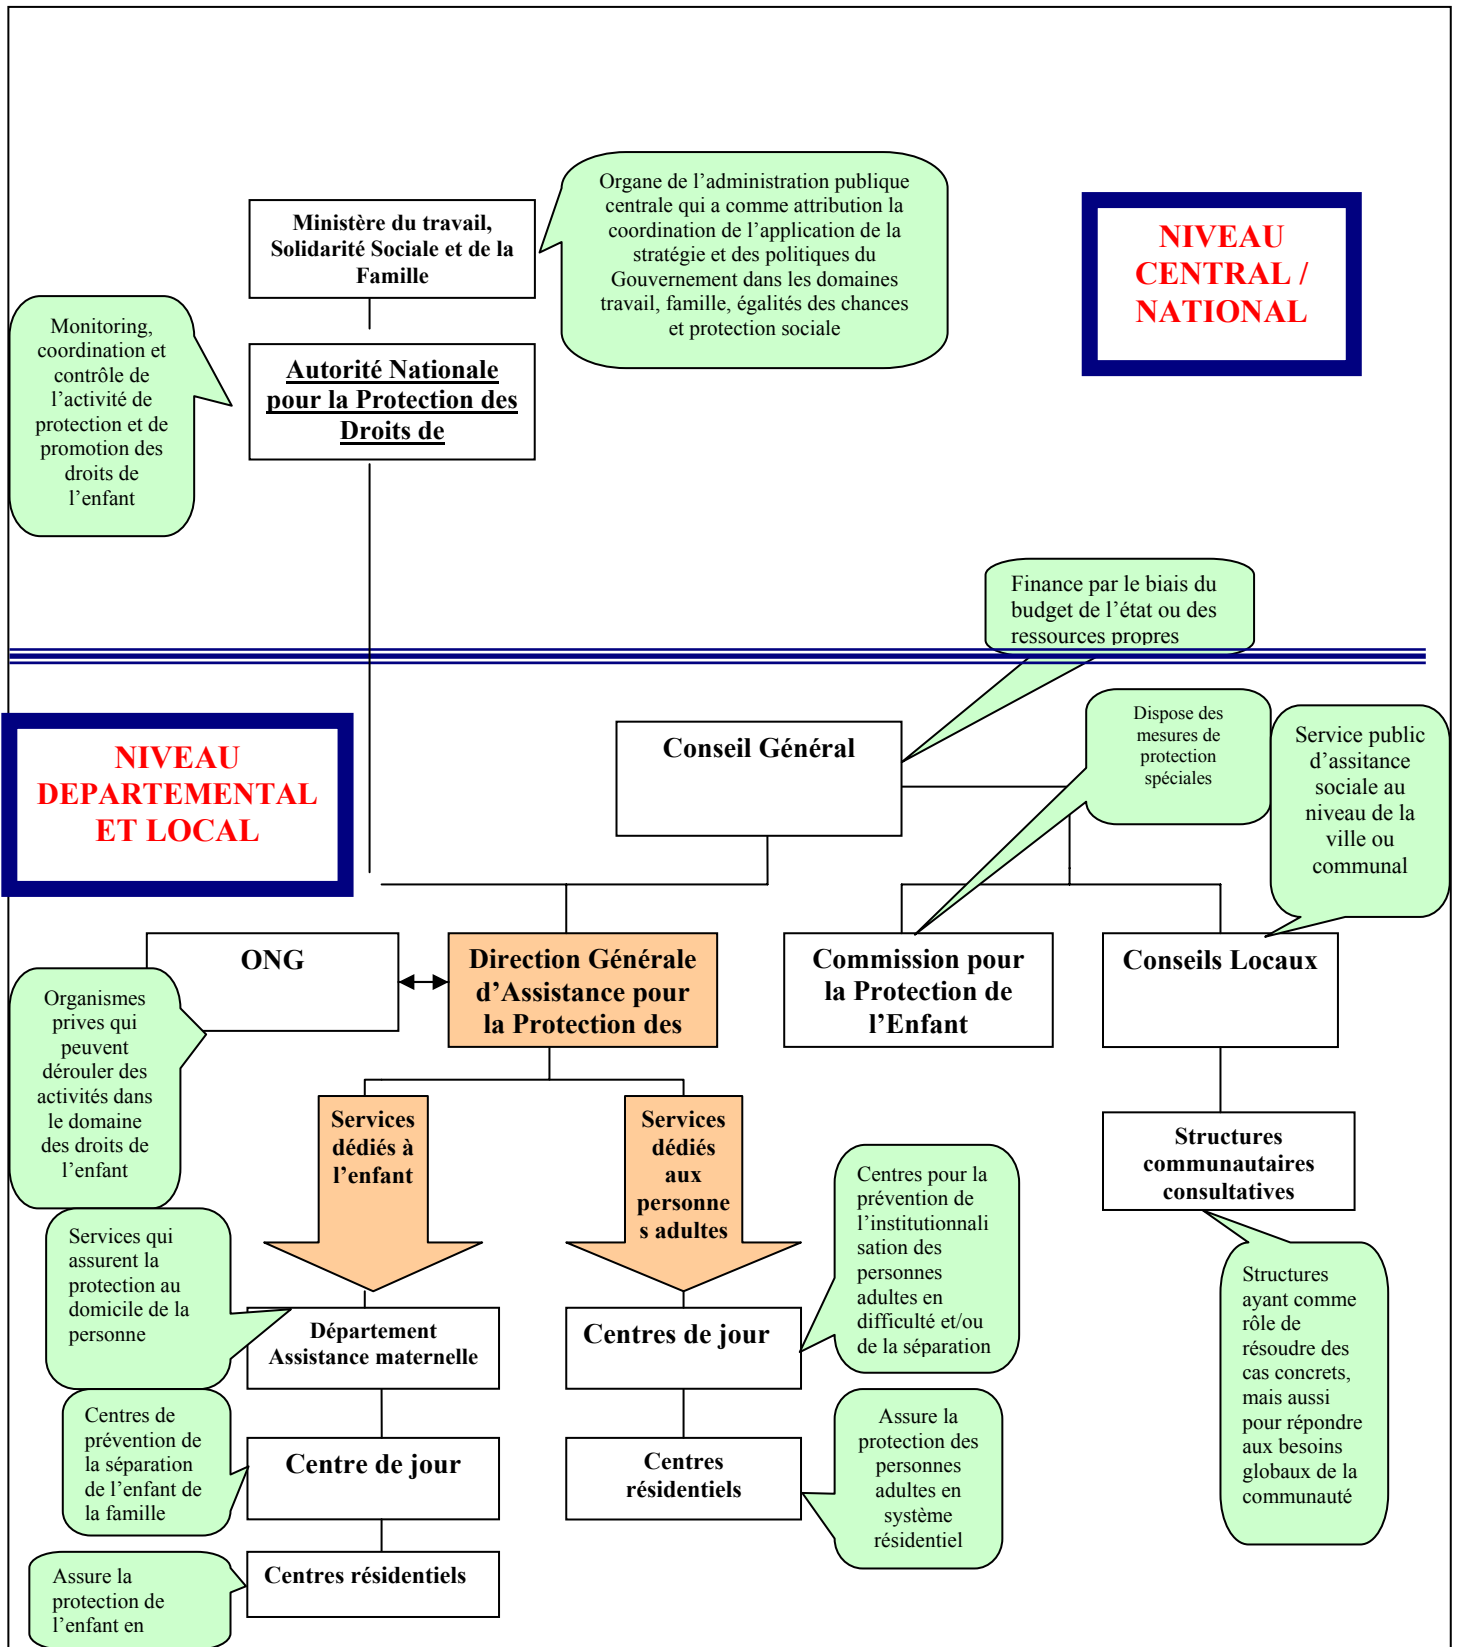 Ministère du travail,
Solidarité Sociale et de la
Famille
Organe de l’administration publique
centrale qui a comme attribution la
coordination de l’application de la
stratégie et des politiques du
Gouvernement dans les domaines
travail, famille, égalités des chances
et protection sociale
NIVEAU
CENTRAL /
NATIONAL
Monitoring,
coordination et
contrôle de
l’activité de
protection et de
promotion des
droits de
l’enfant
Autorité Nationale
pour la Protection des
Droits de
Finance par le biais du
budget de l’état ou des
ressources propres
NIVEAU
DEPARTEMENTAL
ET LOCAL
Conseil Général
Dispose des
mesures de
protection
spéciales
Service public
d’assitance
sociale au
niveau de la
ville ou
communal
ONG
Direction Générale
d’Assistance pour
la Protection des
Commission pour
la Protection de
l’Enfant
Conseils Locaux
Organismes
prives qui
peuvent
dérouler des
activités dans
le domaine
des droits de
l’enfant
Services
dédiés à
l’enfant
Services
dédiés
aux
personne
s adultes
Structures
communautaires
consultatives
Centres pour la
prévention de
l’institutionnali
sation des
personnes
adultes en
difficulté et/ou
de la séparation
Services qui
assurent la
protection au
domicile de la
personne
Département
Assistance maternelle
Centres de jour
Structures
ayant comme
rôle de
résoudre des
cas concrets,
mais aussi
pour répondre
aux besoins
globaux de la
communauté
Centres de
prévention de
la séparation
de l’enfant de
la famille
Centre de jour
Centres
résidentiels
Assure la
protection des
personnes
adultes en
système
résidentiel
Assure la
protection de
l’enfant en
Centres résidentiels